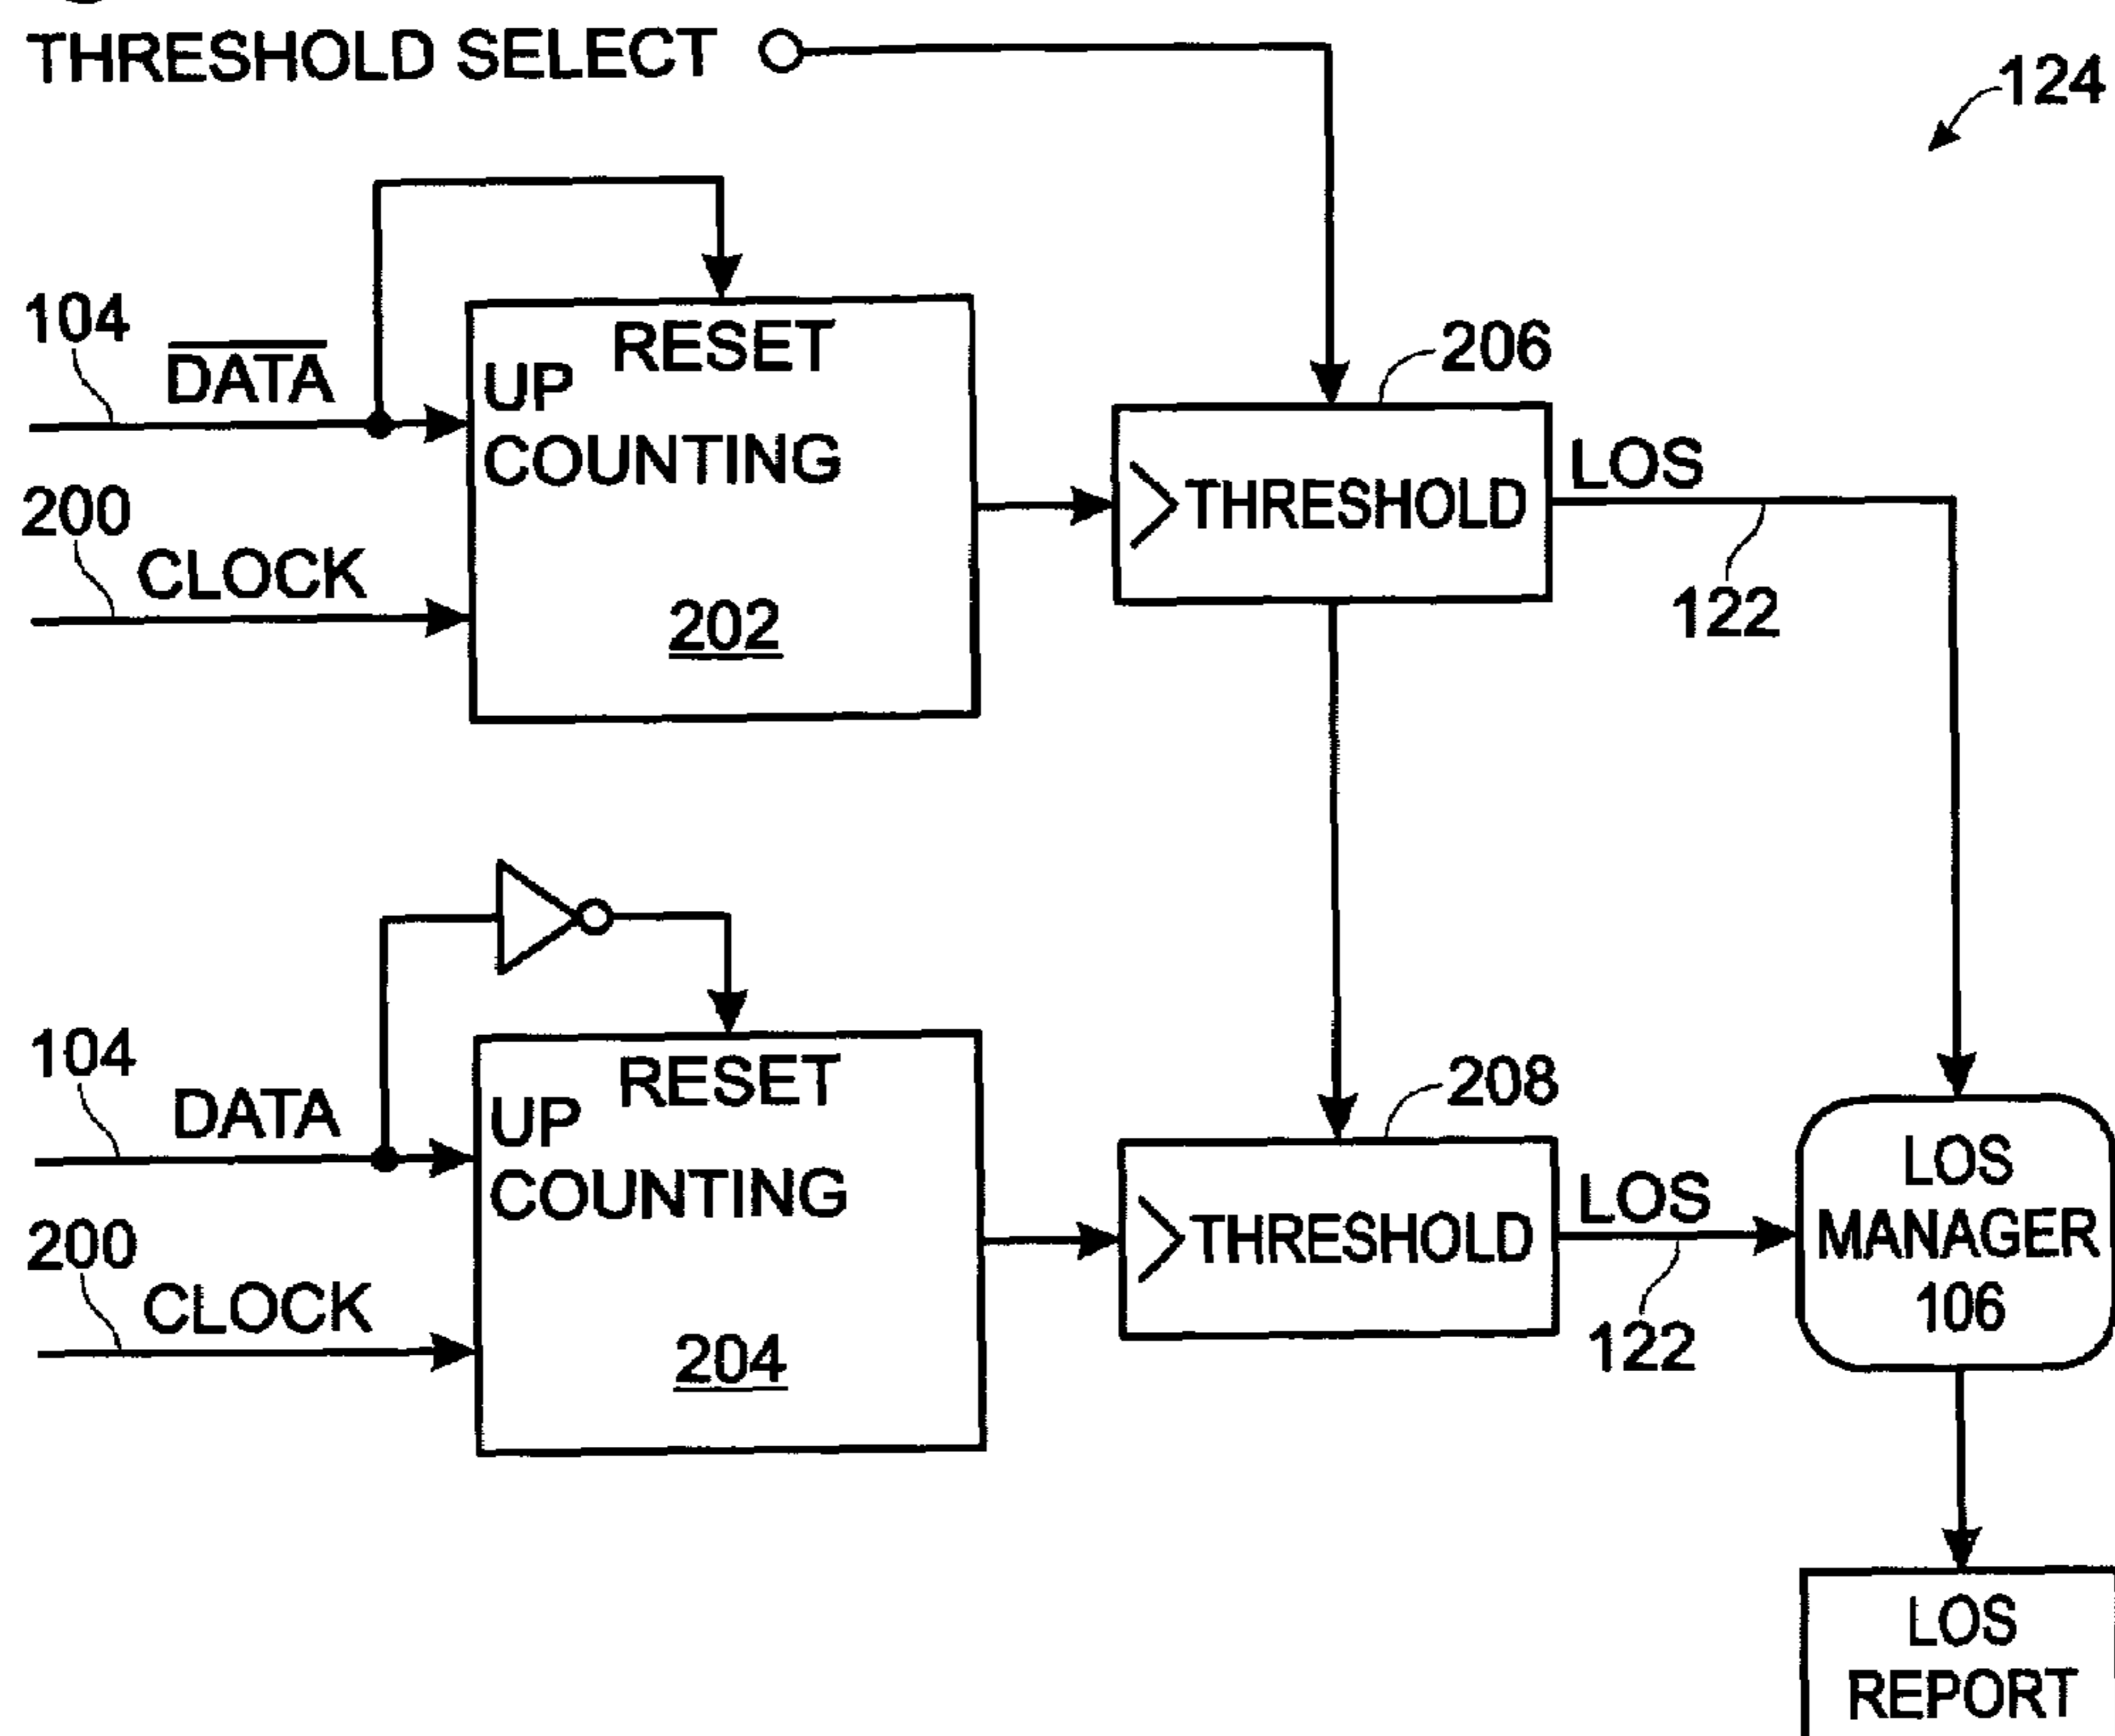 THRESHOLD SELECT
124
104
DATA
RESET
UP
COUNTING
200
CLOCK
202
206
> THRESHOLD
LOS
122
104
DATA
RESET
UP
COUNTING
200
CLOCK
204
208
> THRESHOLD
LOS
122
LOS
MANAGER
106
LOS
REPORT